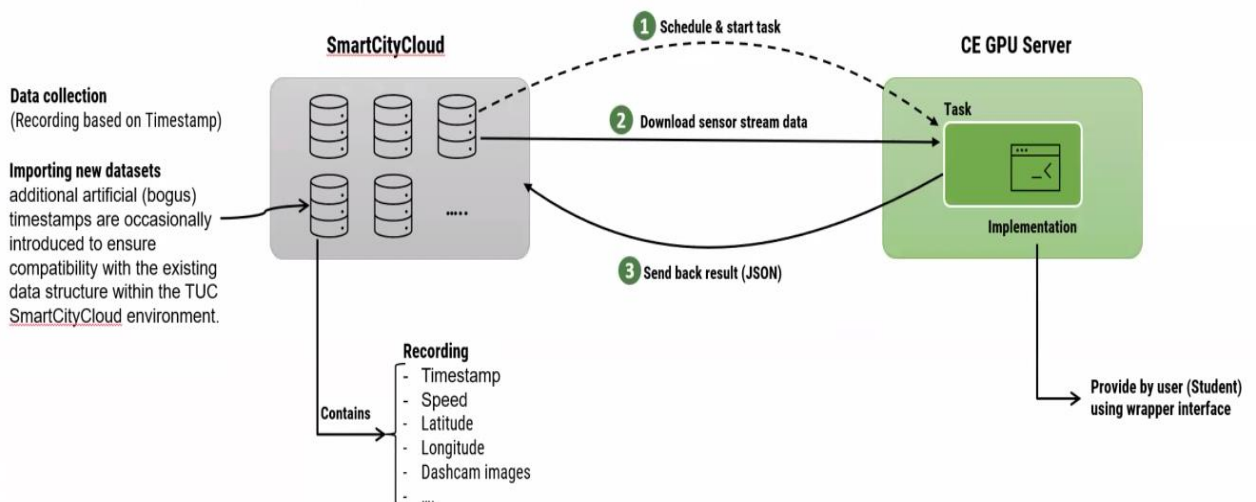 SmartCityCloud
CE GPU Server
1 Schedule & start task
2 Download sensor stream data
3 Send back result (JSON)
Data collection
(Recording based on Timestamp)
Importing new datasets
additional artificial (bogus)
timestamps are occasionally
introduced to ensure
compatibility with the existing
data structure within the TUC
SmartCityCloud environment.
.....
Task
_<
Implementation
Provide by user (Student)
using wrapper interface
Contains
Recording
- Timestamp
- Speed
- Latitude
- Longitude
- Dashcam images
- ....